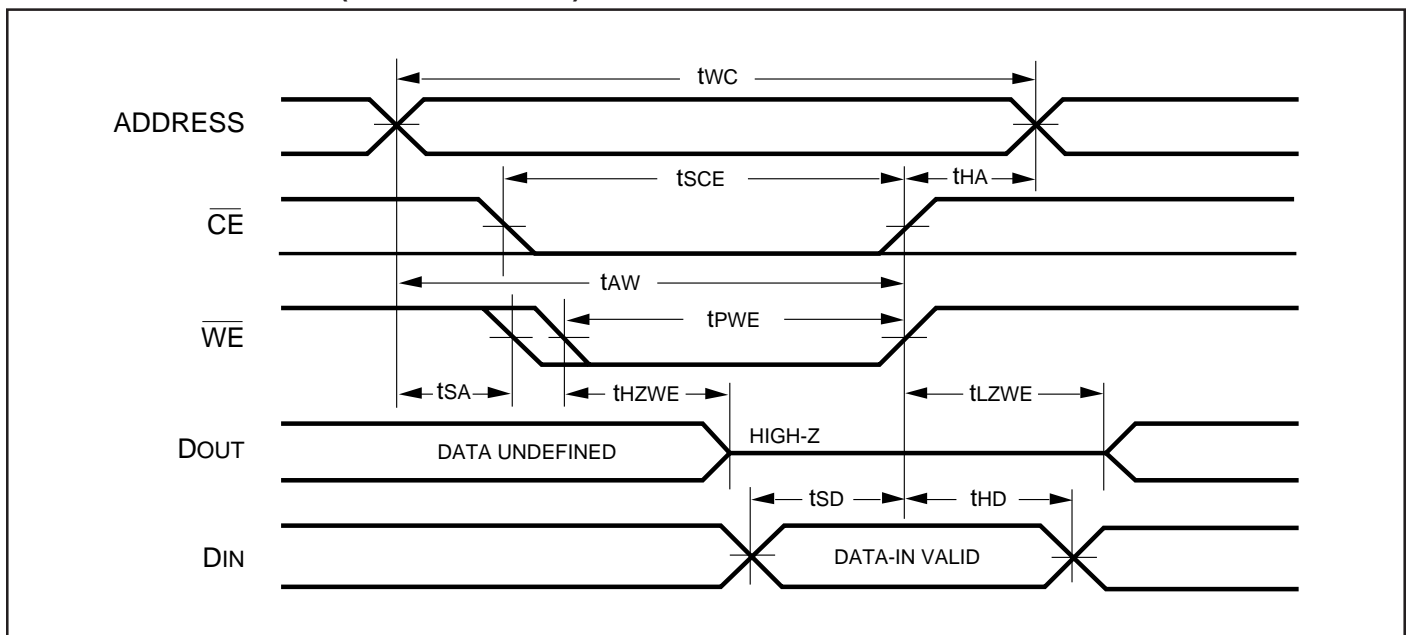 tWC
ADDRESS
tSCE
tHA
CE
tAW
WE
tPWE
tSA
tHZWE
tLZWE
DOUT
DATA UNDEFINED
HIGH-Z
tSD
tHD
DIN
DATA-IN VALID